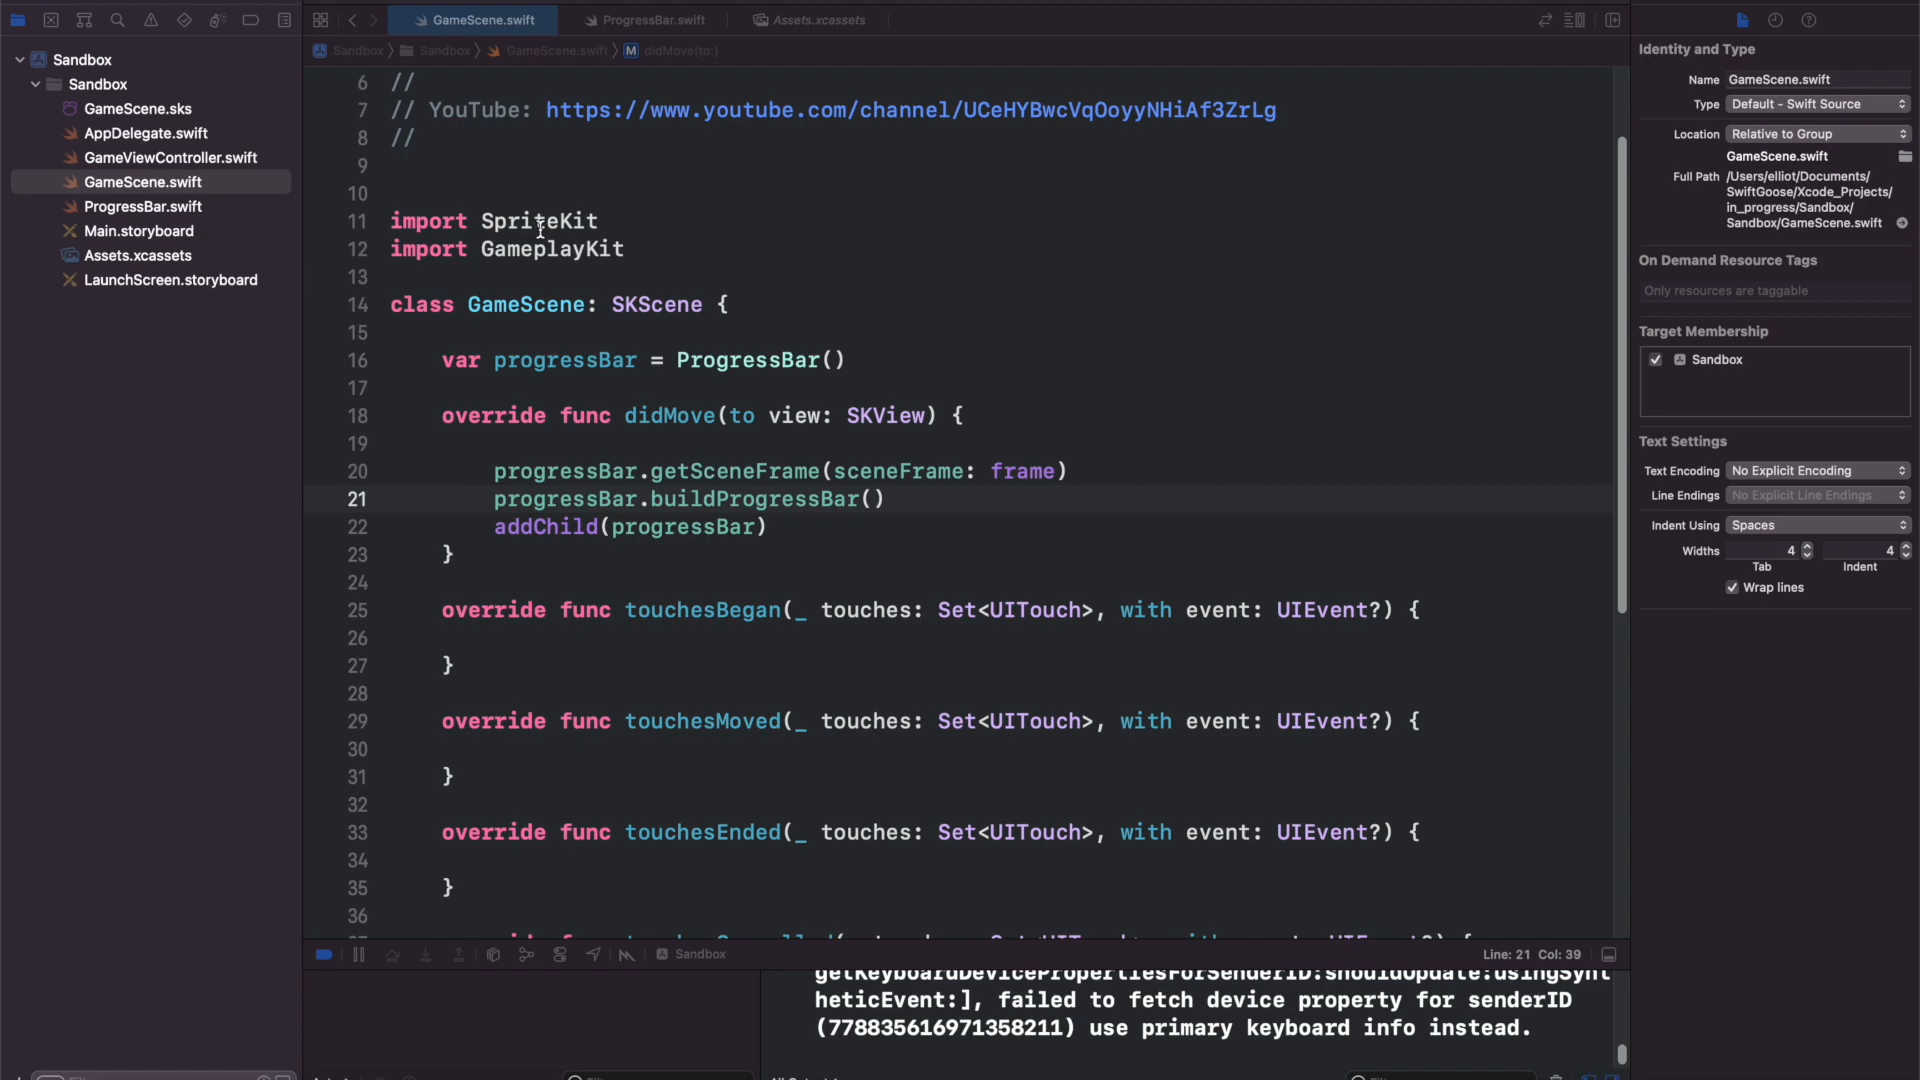 GameScene.swift
ProgressBar.swift
Assets.xcassets
Sandbox
Sandbox
GameScene.sks
AppDelegate.swift
GameViewController.swift
GameScene.swift
ProgressBar.swift
Main.storyboard
Assets.xcassets
LaunchScreen.storyboard
Sandbox 〉 Sandbox 〉 GameScene.swift 〉 M didMove(to:)
6 //
7 // YouTube: https://www.youtube.com/channel/UCeHYBwcVqOoyyNHiAf3ZrLg
8 //
9
10
11 import SpriteKit
12 import GameplayKit
13
14 class GameScene: SKScene {
15
16 var progressBar = ProgressBar()
17
18 override func didMove(to view: SKView) {
19
20 progressBar.getSceneFrame(sceneFrame: frame)
21 progressBar.buildProgressBar()
22 addChild(progressBar)
23 }
24
25 override func touchesBegan(_ touches: Set<UITouch>, with event: UIEvent?) {
26
27 }
28
29 override func touchesMoved(_ touches: Set<UITouch>, with event: UIEvent?) {
30
31 }
32
33 override func touchesEnded(_ touches: Set<UITouch>, with event: UIEvent?) {
34
35 }
36
Sandbox
Line: 21 Col: 39
getKeyboardDevicePropertiesForSenderID:shouldUpdate:usingSynt
heticEvent:], failed to fetch device property for senderID
(778835616971358211) use primary keyboard info instead.
Identity and Type
Name GameScene.swift
Type Default - Swift Source
Location Relative to Group
GameScene.swift
Full Path /Users/elliot/Documents/
SwiftGoose/Xcode_Projects/
in_progress/Sandbox/
Sandbox/GameScene.swift
On Demand Resource Tags
Only resources are taggable
Target Membership
Sandbox
Text Settings
Text Encoding No Explicit Encoding
Line Endings No Explicit Line Endings
Indent Using Spaces
Widths 4 4
Tab Indent
Wrap lines